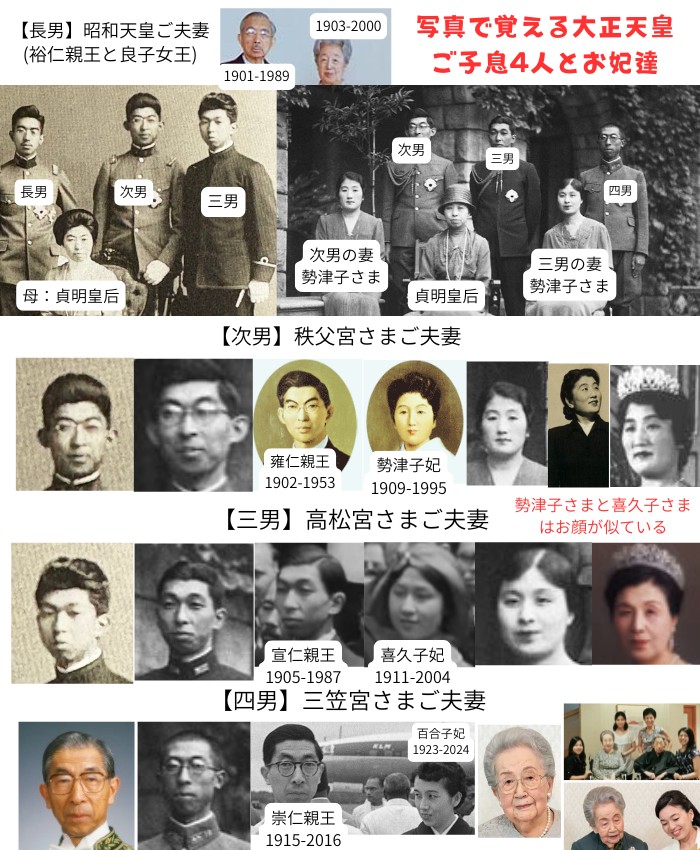 【長男】昭和天皇ご夫妻
(裕仁親王と良子女王)
1901-1989
1903-2000
写真で覚える大正天皇
ご子息4人とお妃達
長男
次男
三男
母：貞明皇后
次男
三男
四男
次男の妻
勢津子さま
貞明皇后
三男の妻
勢津子さま
【次男】秩父宮さまご夫妻
雍仁親王
1902-1953
勢津子妃
1909-1995
勢津子さまと喜久子さま
はお顔が似ている
【三男】高松宮さまご夫妻
宣仁親王
1905-1987
喜久子妃
1911-2004
【四男】三笠宮さまご夫妻
崇仁親王
1915-2016
KLM
百合子妃
1923-2024